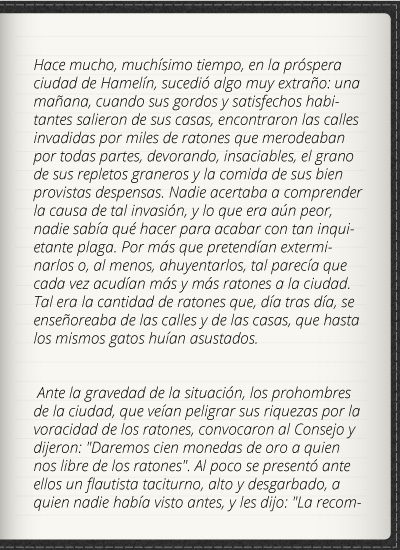 Hace mucho, muchísimo tiempo, en la próspera
ciudad de Hamelín, sucedió algo muy extraño: una
mañana, cuando sus gordos y satisfechos habi-
tantes salieron de sus casas, encontraron las calles
invadidas por miles de ratones que merodeaban
por todas partes, devorando, insaciables, el grano
de sus repletos graneros y la comida de sus bien
provistas despensas. Nadie acertaba a comprender
la causa de tal invasión, y lo que era aún peor,
nadie sabía qué hacer para acabar con tan inqui-
etante plaga. Por más que pretendían extermi-
narlos o, al menos, ahuyentarlos, tal parecía que
cada vez acudían más y más ratones a la ciudad.
Tal era la cantidad de ratones que, día tras día, se
enseñoreaba de las calles y de las casas, que hasta
los mismos gatos huían asustados.
Ante la gravedad de la situación, los prohombres
de la ciudad, que veían peligrar sus riquezas por la
voracidad de los ratones, convocaron al Consejo y
dijeron: "Daremos cien monedas de oro a quien
nos libre de los ratones". Al poco se presentó ante
ellos un flautista taciturno, alto y desgarbado, a
quien nadie había visto antes, y les dijo: "La recom-